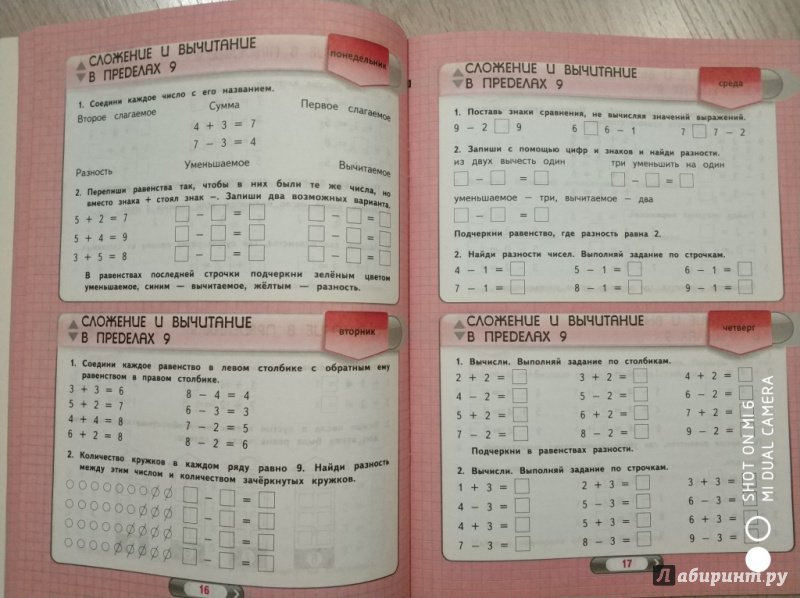 СЛОЖЕНИЕ И ВЫЧИТАНИЕ
В ПРЕДЕЛАХ 9
понедельник
1. Соедини каждое число с его названием.
Второе слагаемое Сумма Первое слагаемое
4 + 3 = 7
7 − 3 = 4
Разность Уменьшаемое Вычитаемое
2. Перепиши равенства так, чтобы в них были те же числа, но
вместо знака + стоял знак −. Запиши два возможных варианта.
5 + 2 = 7 □ − □ = □ □ − □ = □
5 + 4 = 9 □ − □ = □ □ − □ = □
3 + 5 = 8 □ − □ = □ □ − □ = □
В равенствах последней строчки подчеркни зелёным цветом
уменьшаемое, синим — вычитаемое, жёлтым — разность.
СЛОЖЕНИЕ И ВЫЧИТАНИЕ
В ПРЕДЕЛАХ 9
вторник
1. Соедини каждое равенство в левом столбике с обратным ему
равенством в правом столбике.
3 + 3 = 6 8 − 4 = 4
5 + 2 = 7 6 − 3 = 3
4 + 4 = 8 7 − 2 = 5
6 + 2 = 8 8 − 2 = 6
2. Количество кружков в каждом ряду равно 9. Найди разность
между этим числом и количеством зачёркнутых кружков.
□ − □ = □
□ − □ = □
□ − □ = □
□ − □ = □
16
СЛОЖЕНИЕ И ВЫЧИТАНИЕ
В ПРЕДЕЛАХ 9
среда
1. Поставь знаки сравнения, не вычисляя значений выражений.
9 − 2 □ 9 6 □ 6 − 1 7 □ 7 − 2
2. Запиши с помощью цифр и знаков и найди разности.
из двух вычесть один три уменьшить на один
□ − □ = □ □ − □ = □
уменьшаемое − три, вычитаемое − два
□ − □ = □
Подчеркни равенство, где разность равна 2.
2. Найди разности чисел. Выполняй задание по строчкам.
4 − 1 = □ 5 − 1 = □ 6 − 1 = □
7 − 1 = □ 8 − 1 = □ 9 − 1 = □
СЛОЖЕНИЕ И ВЫЧИТАНИЕ
В ПРЕДЕЛАХ 9
четверг
1. Вычисли. Выполняй задание по столбикам.
2 + 2 = □ 3 + 2 = □ 4 + 2 = □
4 − 2 = □ 5 − 2 = □ 6 − 2 = □
5 + 2 = □ 6 + 2 = □ 7 + 2 = □
7 − 2 = □ 8 − 2 = □ 9 − 2 = □
Подчеркни в равенствах разности.
2. Вычисли. Выполняй задание по строчкам.
1 + 3 = □ 2 + 3 = □ 3 + 3 = □
4 − 3 = □ 5 − 3 = □ 6 − 3 = □
4 + 3 = □ 5 + 3 = □ 6 + 3 = □
7 − 3 = □ 8 − 3 = □ 9 − 3 = □
17
SHOT ON MI 6
MI DUAL CAMERA
Лабиринт.ру